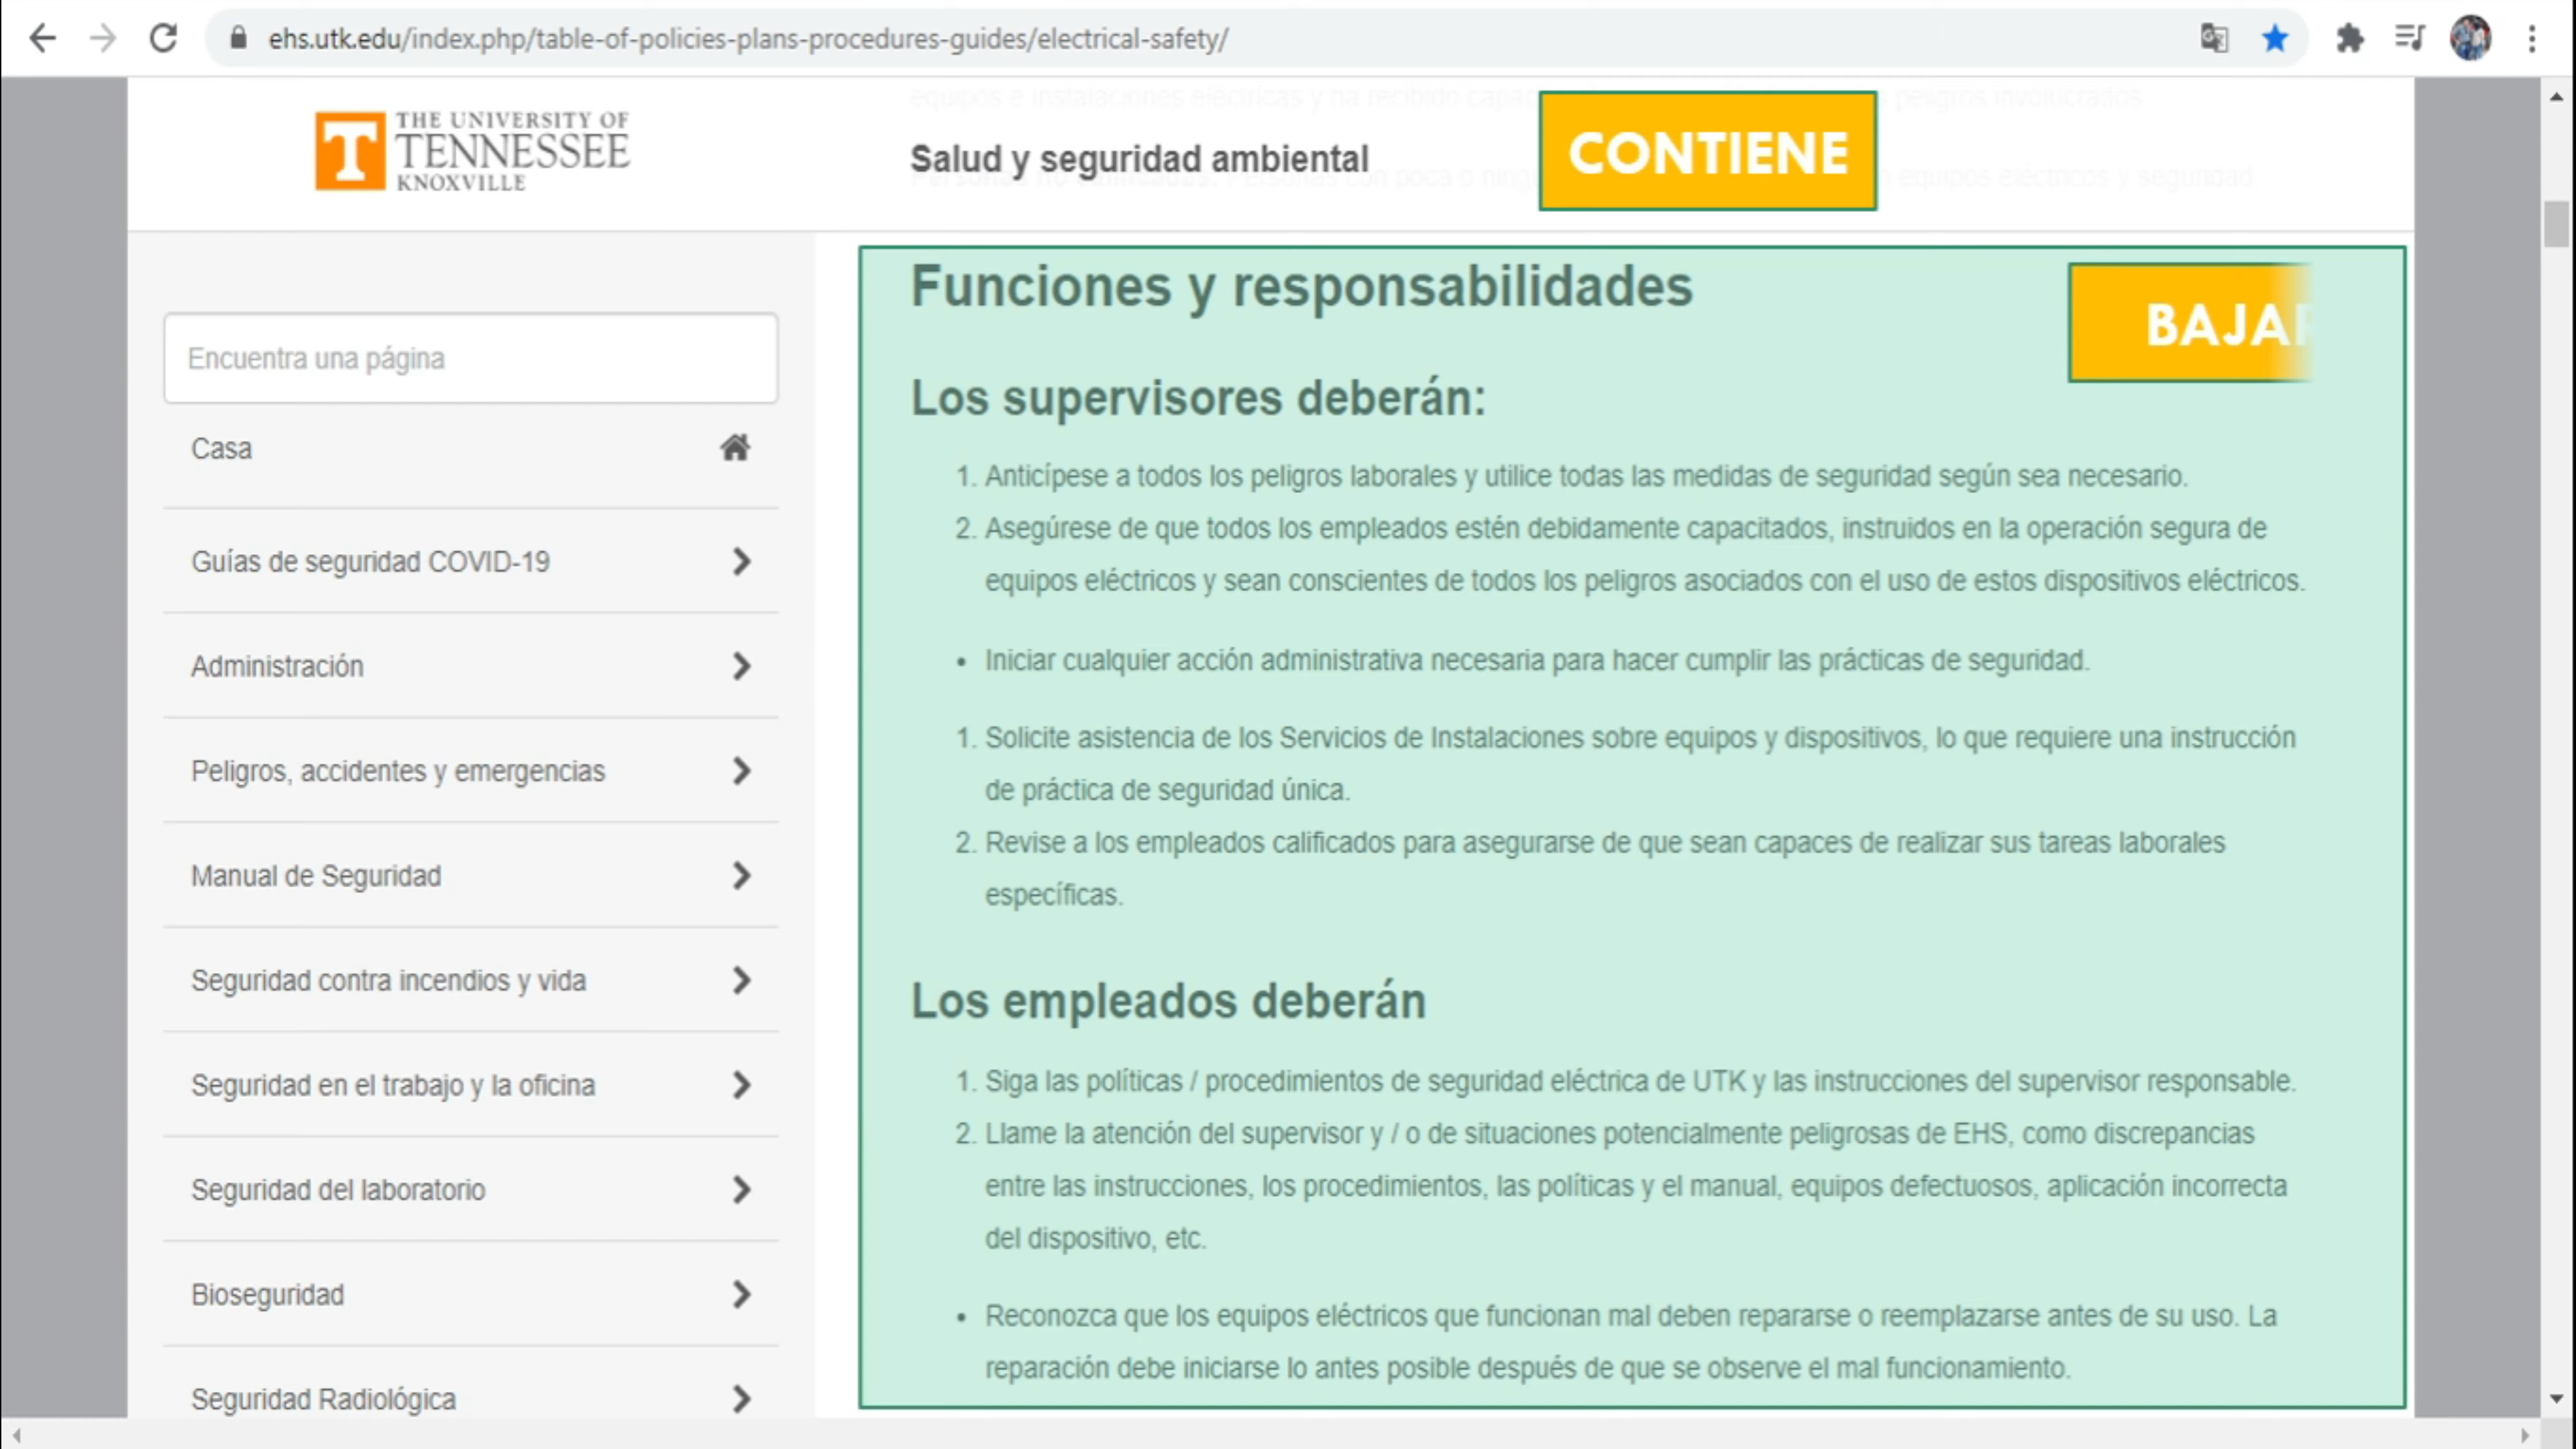 ehs.utk.edu/index.php/table-of-policies-plans-procedures-guides/electrical-safety/
equipos e instalaciones eléctricas y ha recibido
peligros involucrados
THE UNIVERSITY OF
TENNESSEE
KNOXVILLE
Salud y seguridad ambiental
CONTIENE
equipos eléctricos y seguridad
Encuentra una página
Casa
Guías de seguridad COVID-19
Administración
Peligros, accidentes y emergencias
Manual de Seguridad
Seguridad contra incendios y vida
Seguridad en el trabajo y la oficina
Seguridad del laboratorio
Bioseguridad
Seguridad Radiológica
Funciones y responsabilidades
BAJAR
Los supervisores deberán:
1. Anticípese a todos los peligros laborales y utilice todas las medidas de seguridad según sea necesario.
2. Asegúrese de que todos los empleados estén debidamente capacitados, instruidos en la operación segura de
equipos eléctricos y sean conscientes de todos los peligros asociados con el uso de estos dispositivos eléctricos.
• Iniciar cualquier acción administrativa necesaria para hacer cumplir las prácticas de seguridad.
1. Solicite asistencia de los Servicios de Instalaciones sobre equipos y dispositivos, lo que requiere una instrucción
de práctica de seguridad única.
2. Revise a los empleados calificados para asegurarse de que sean capaces de realizar sus tareas laborales
específicas.
Los empleados deberán
1. Siga las políticas / procedimientos de seguridad eléctrica de UTK y las instrucciones del supervisor responsable.
2. Llame la atención del supervisor y / o de situaciones potencialmente peligrosas de EHS, como discrepancias
entre las instrucciones, los procedimientos, las políticas y el manual, equipos defectuosos, aplicación incorrecta
del dispositivo, etc.
• Reconozca que los equipos eléctricos que funcionan mal deben repararse o reemplazarse antes de su uso. La
reparación debe iniciarse lo antes posible después de que se observe el mal funcionamiento.